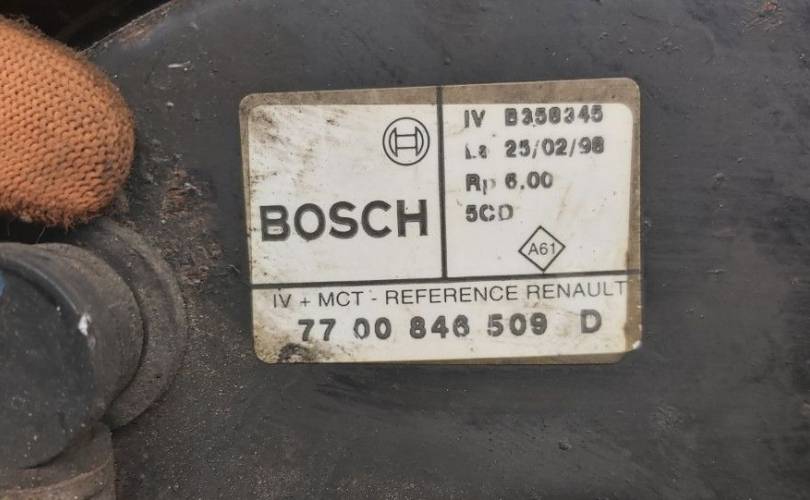 BOSCH
IV B356345
La 25/02/98
Rp 6.00
5CD
A61
IV + MCT - REFERENCE RENAULT
77 00 846 509 D